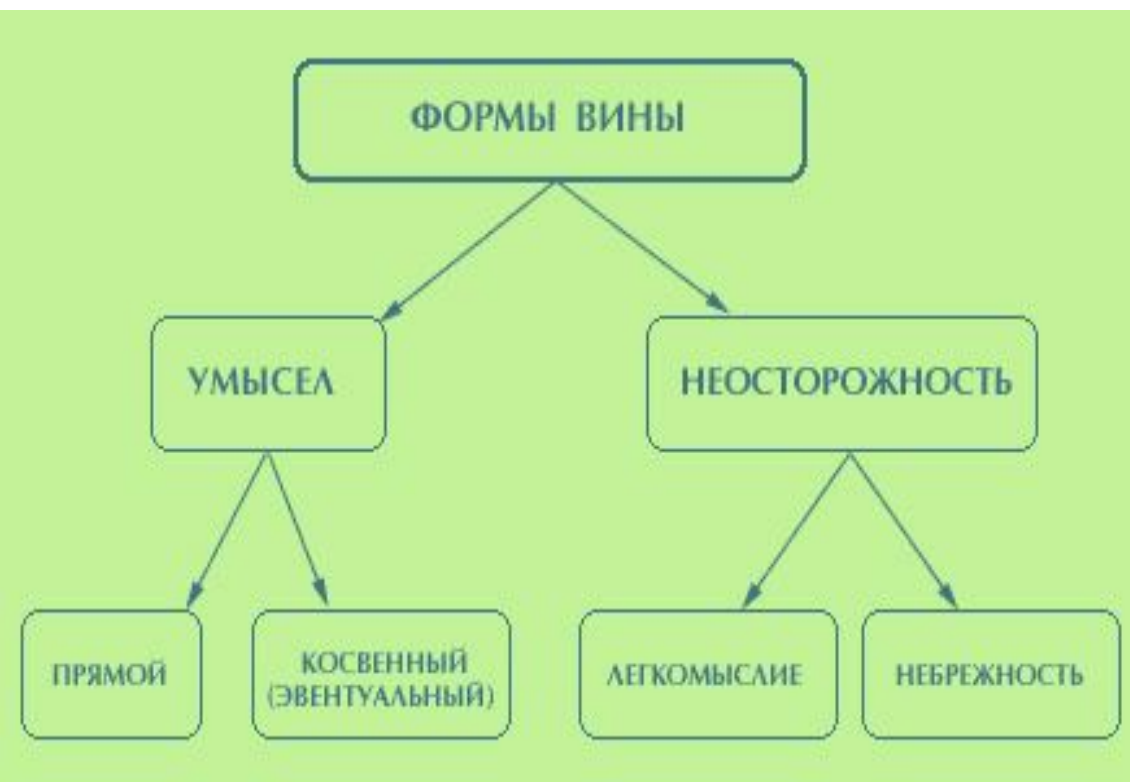 ФОРМЫ ВИНЫ
УМЫСЕЛ
НЕОСТОРОЖНОСТЬ
ПРЯМОЙ
КОСВЕННЫЙ
(ЭВЕНТУАЛЬНЫЙ)
ЛЕГКОМЫСЛИЕ
НЕБРЕЖНОСТЬ